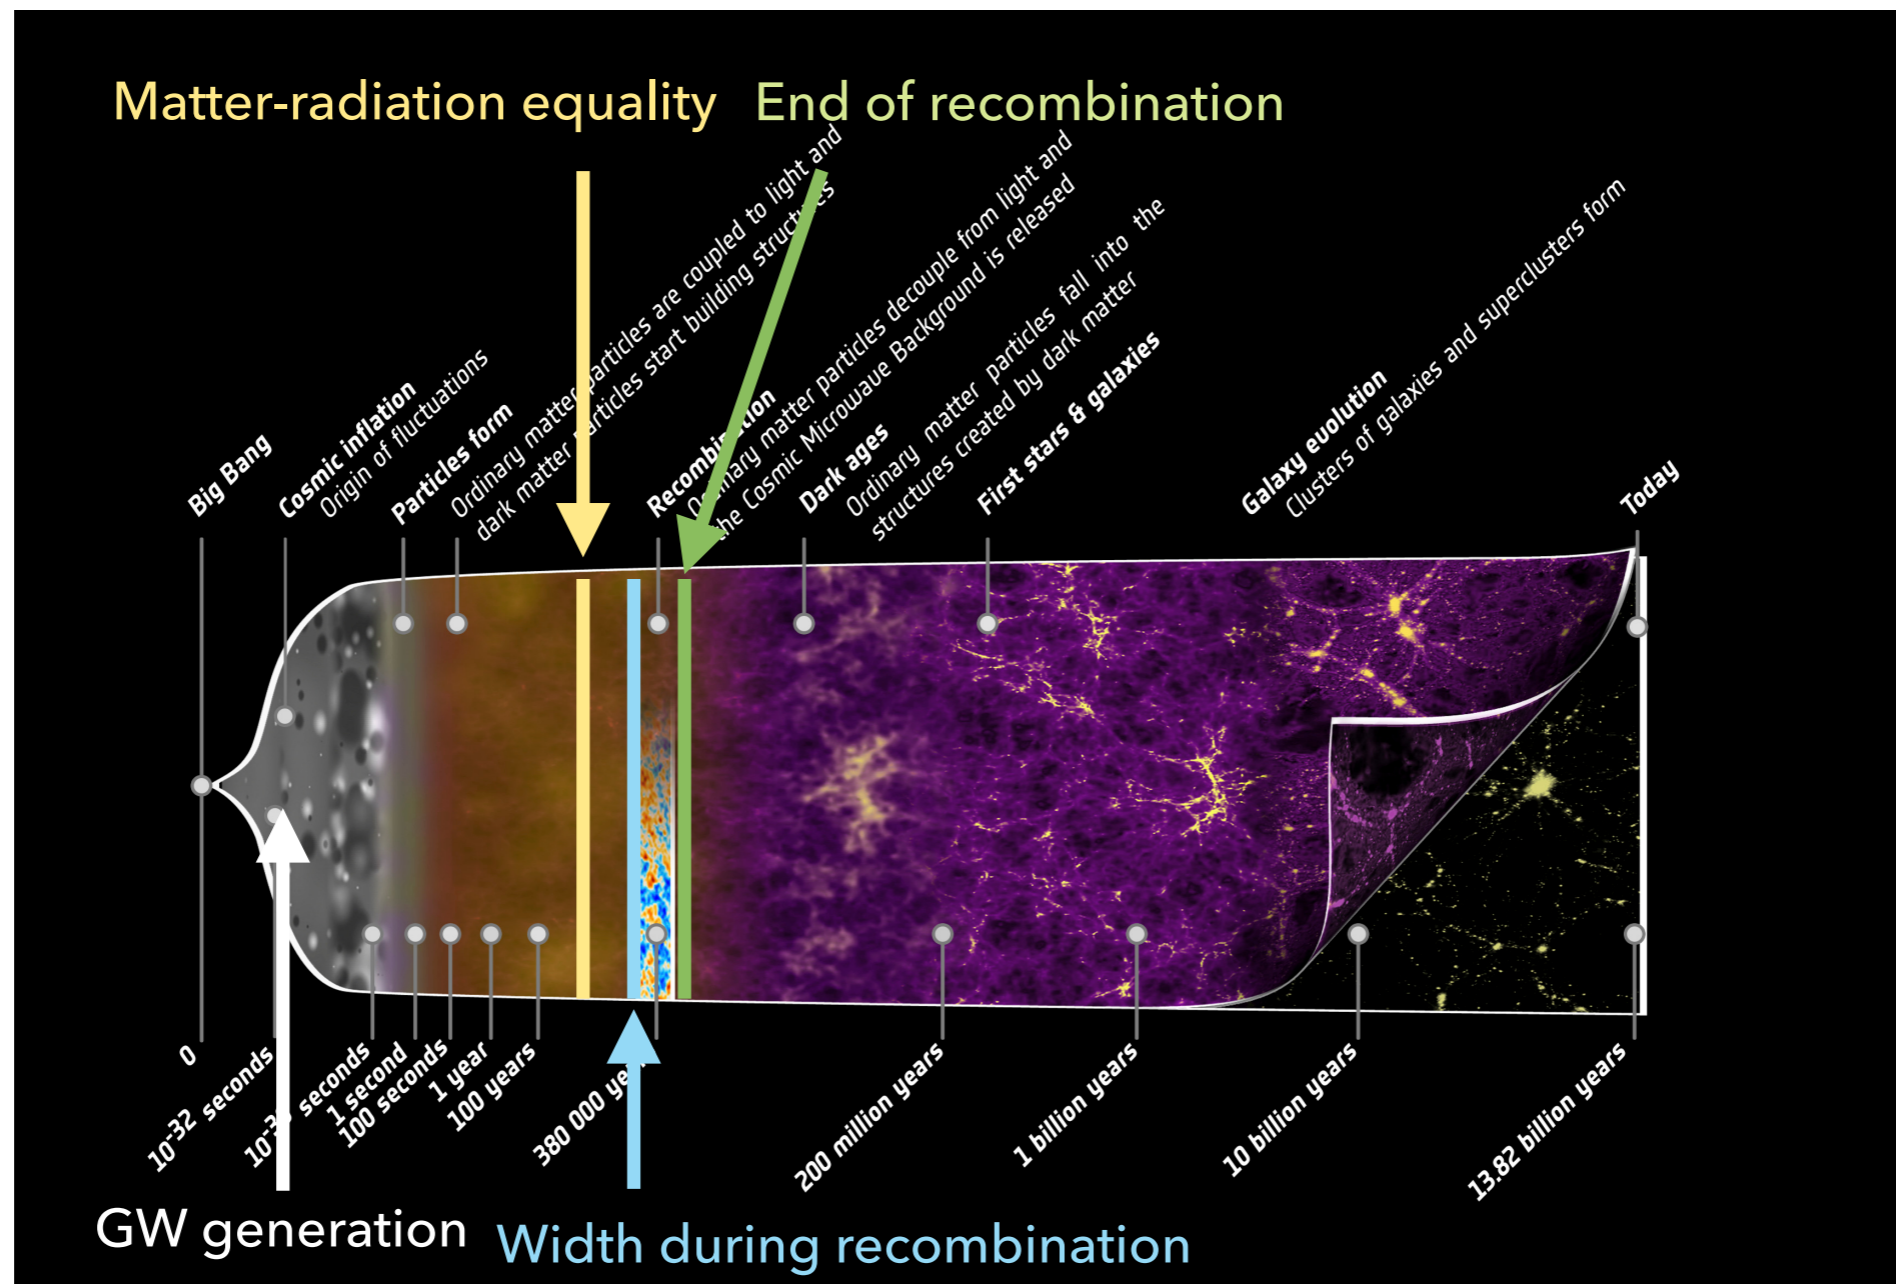 Matter-radiation equality
End of recombination
Big Bang
Cosmic inflation
Origin of fluctuations
Particles form
Ordinary matter particles are coupled to light and
dark matter particles start building structures
Recombination
Ordinary matter particles decouple from light and
the Cosmic Microwave Background is released
Dark ages
Ordinary matter particles fall into the
structures created by dark matter
First stars & galaxies
Galaxy evolution
Clusters of galaxies and superclusters form
Today
0
10-32 seconds
seconds
1 second
100 seconds
1 year
100 years
380 000
200 million years
1 billion years
10 billion years
13.82 billion years
GW generation
Width during recombination